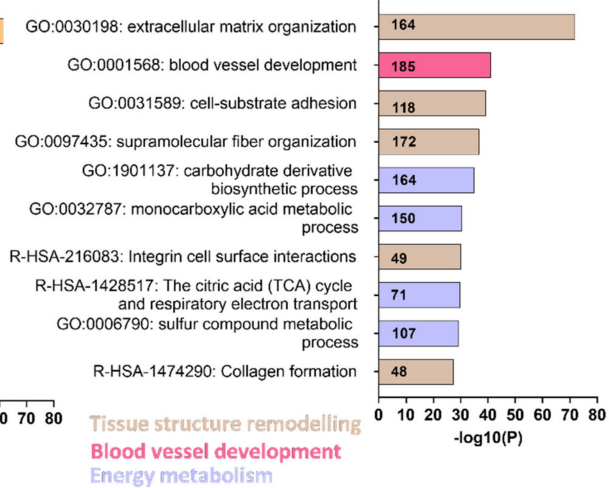 GO:0030198: extracellular matrix organization 164
GO:0001568: blood vessel development 185
GO:0031589: cell-substrate adhesion 118
GO:0097435: supramolecular fiber organization 172
GO:1901137: carbohydrate derivative
biosynthetic process 164
GO:0032787: monocarboxylic acid metabolic
process 150
R-HSA-216083: Integrin cell surface interactions 49
R-HSA-1428517: The citric acid (TCA) cycle
and respiratory electron transport 71
GO:0006790: sulfur compound metabolic
process 107
R-HSA-1474290: Collagen formation 48
0 70 80
0 10 20 30 40 50 60 70 80
-log10(P)
Tissue structure remodelling
Blood vessel development
Energy metabolism